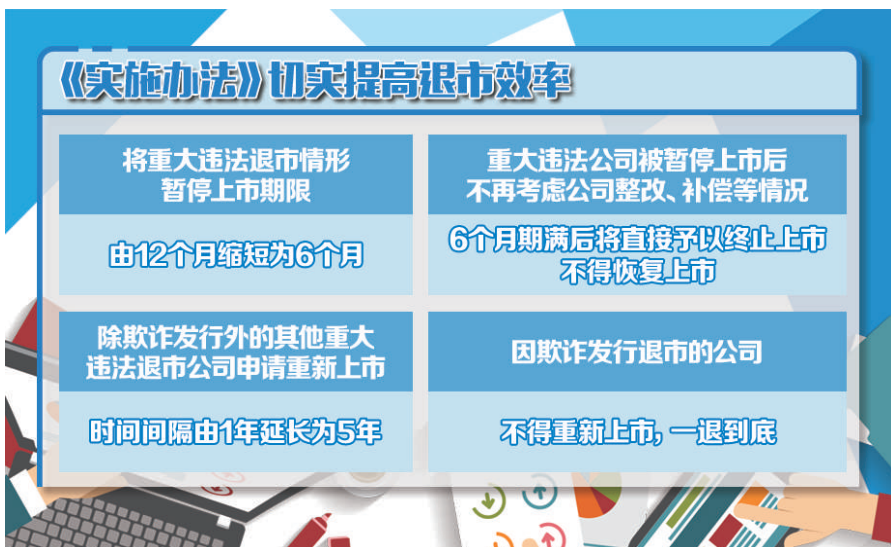 《实施办法》切实提高退市效率
将重大违法退市情形
暂停上市期限
由12个月缩短为6个月
重大违法公司被暂停上市后
不再考虑公司整改、补偿等情况
6个月期满后将直接予以终止上市
不得恢复上市
除欺诈发行外的其他重大
违法退市公司申请重新上市
时间间隔由1年延长为5年
因欺诈发行退市的公司
不得重新上市, 一退到底